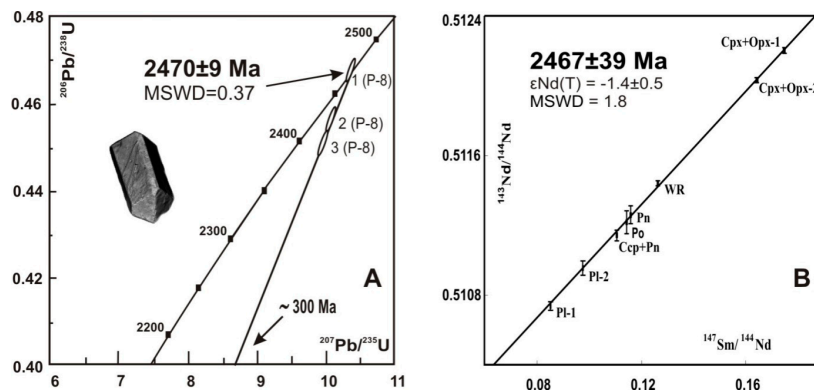 0.48
0.46
0.44
0.42
0.40
²⁰⁶Pb/²³⁸U
2470±9 Ma
MSWD=0.37
2500
2400
2300
2200
1 (P-8)
2 (P-8)
3 (P-8)
~ 300 Ma
A
²⁰⁷Pb/²³⁵U
6 7 8 9 10 11
0.5124
0.5116
0.5108
¹⁴³Nd/¹⁴⁴Nd
2467±39 Ma
εNd(T) = -1.4±0.5
MSWD = 1.8
Cpx+Opx-1
Cpx+Opx-
WR
Pn
Po
Ccp+Pn
Pl-2
Pl-1
B
¹⁴⁷Sm/¹⁴⁴Nd
0.08 0.12 0.16